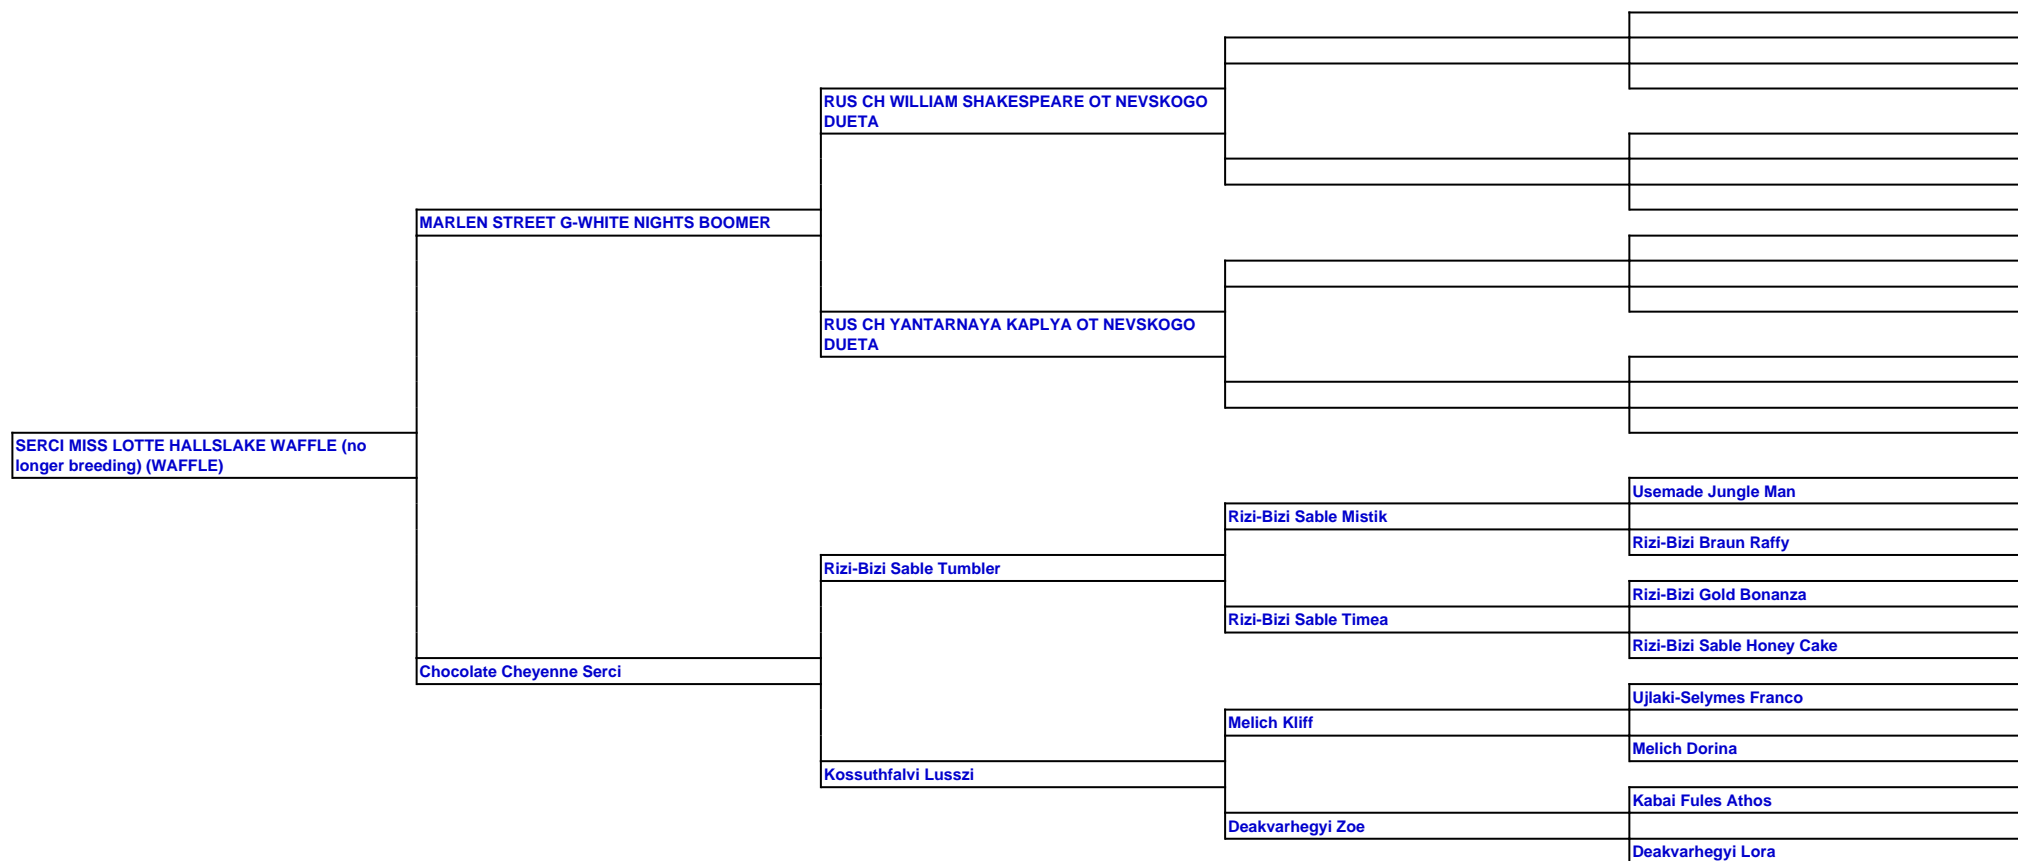 RUS CH WILLIAM SHAKESPEARE OT NEVSKOGO
DUETA
MARLEN STREET G-WHITE NIGHTS BOOMER
RUS CH YANTARNAYA KAPLYA OT NEVSKOGO
DUETA
SERCI MISS LOTTE HALLSLAKE WAFFLE (no
longer breeding) (WAFFLE)
Usemade Jungle Man
Rizi-Bizi Sable Mistik
Rizi-Bizi Braun Raffy
Rizi-Bizi Sable Tumbler
Rizi-Bizi Gold Bonanza
Rizi-Bizi Sable Timea
Rizi-Bizi Sable Honey Cake
Chocolate Cheyenne Serci
Ujlaki-Selymes Franco
Melich Kliff
Melich Dorina
Kossuthfalvi Lusszi
Kabai Fules Athos
Deakvarhegyi Zoe
Deakvarhegyi Lora